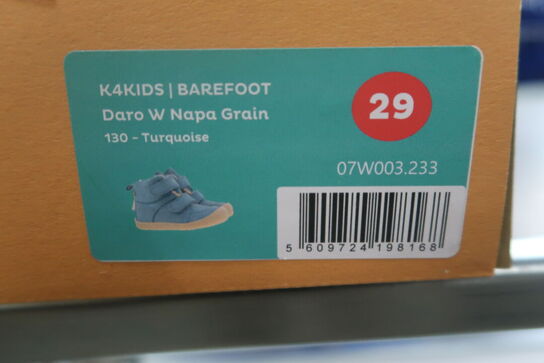 K4KIDS | BAREFOOT
Daro W Napa Grain
130 - Turquoise
29
07W003.233
5 609724 198168